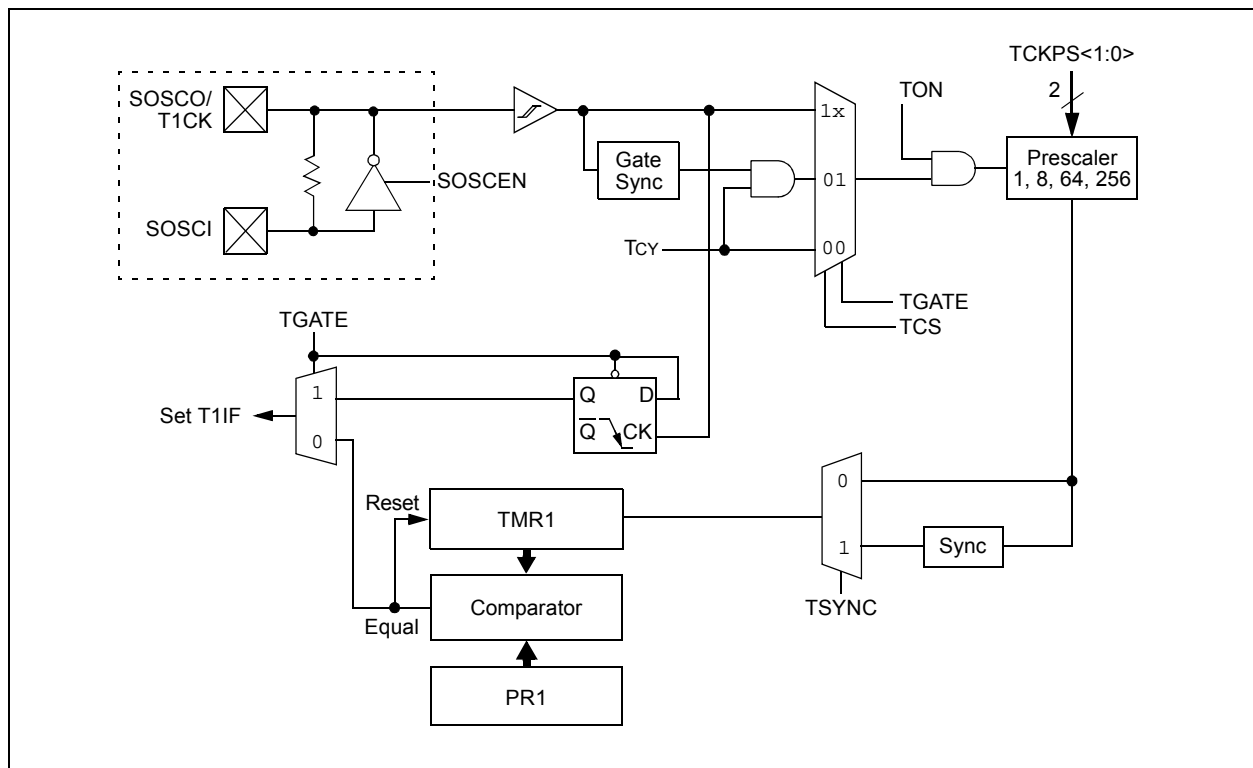 TCKPS<1:0>
2
SOSCO/
T1CK
TON
1x
Prescaler
1, 8, 64, 256
Gate
Sync
SOSCEN
01
SOSCI
TCY
00
TGATE
TCS
TGATE
1
Q
D
Set T1IF
Q
CK
0
0
Reset
TMR1
1
Sync
TSYNC
Comparator
Equal
PR1